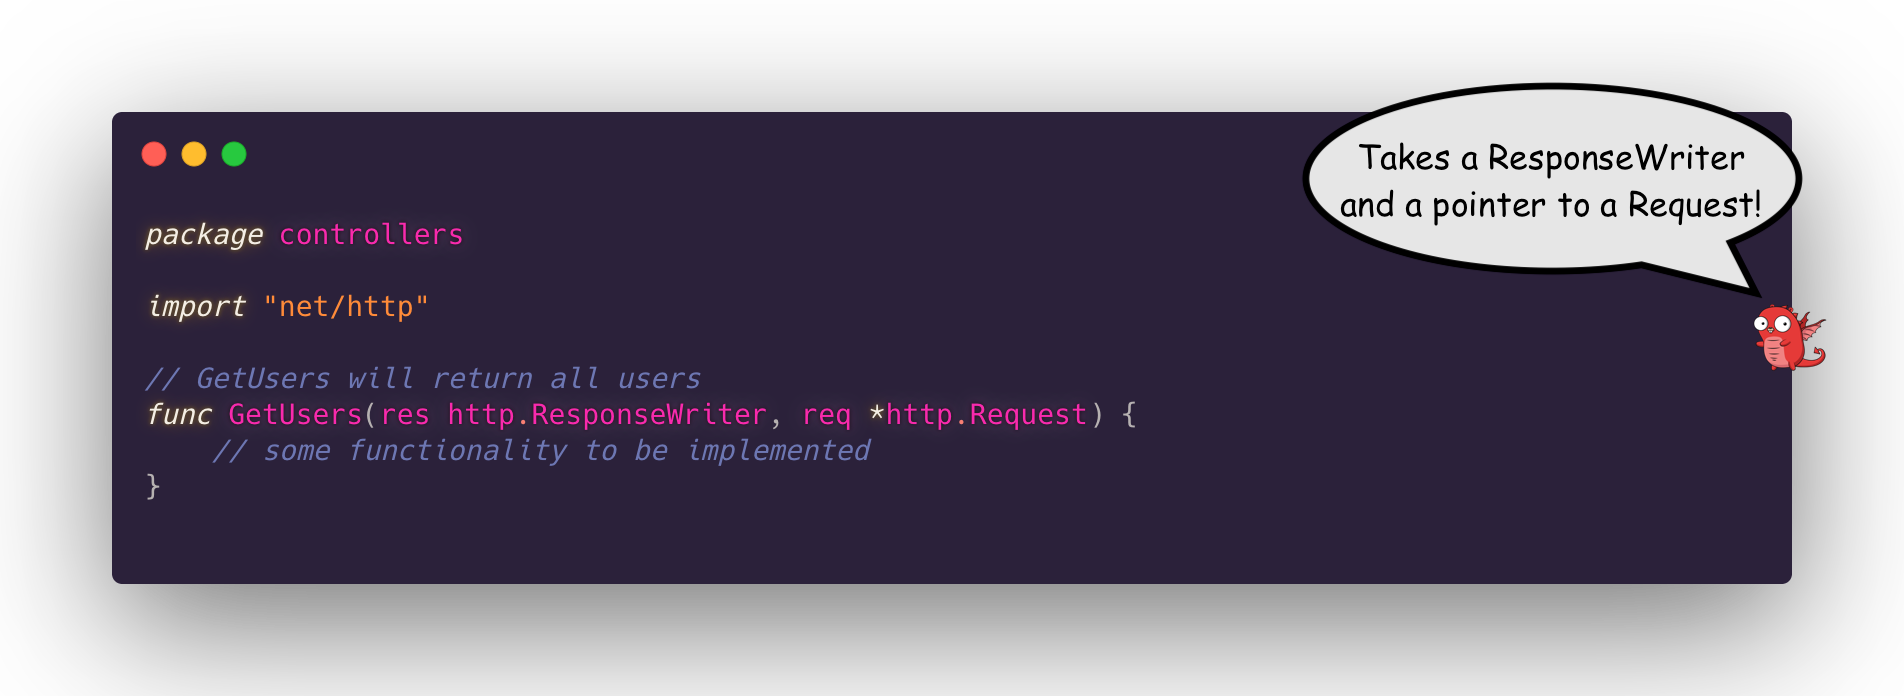 Takes a ResponseWriter
and a pointer to a Request!
package controllers
import "net/http"
// GetUsers will return all users
func GetUsers(res http.ResponseWriter, req *http.Request) {
    // some functionality to be implemented
}